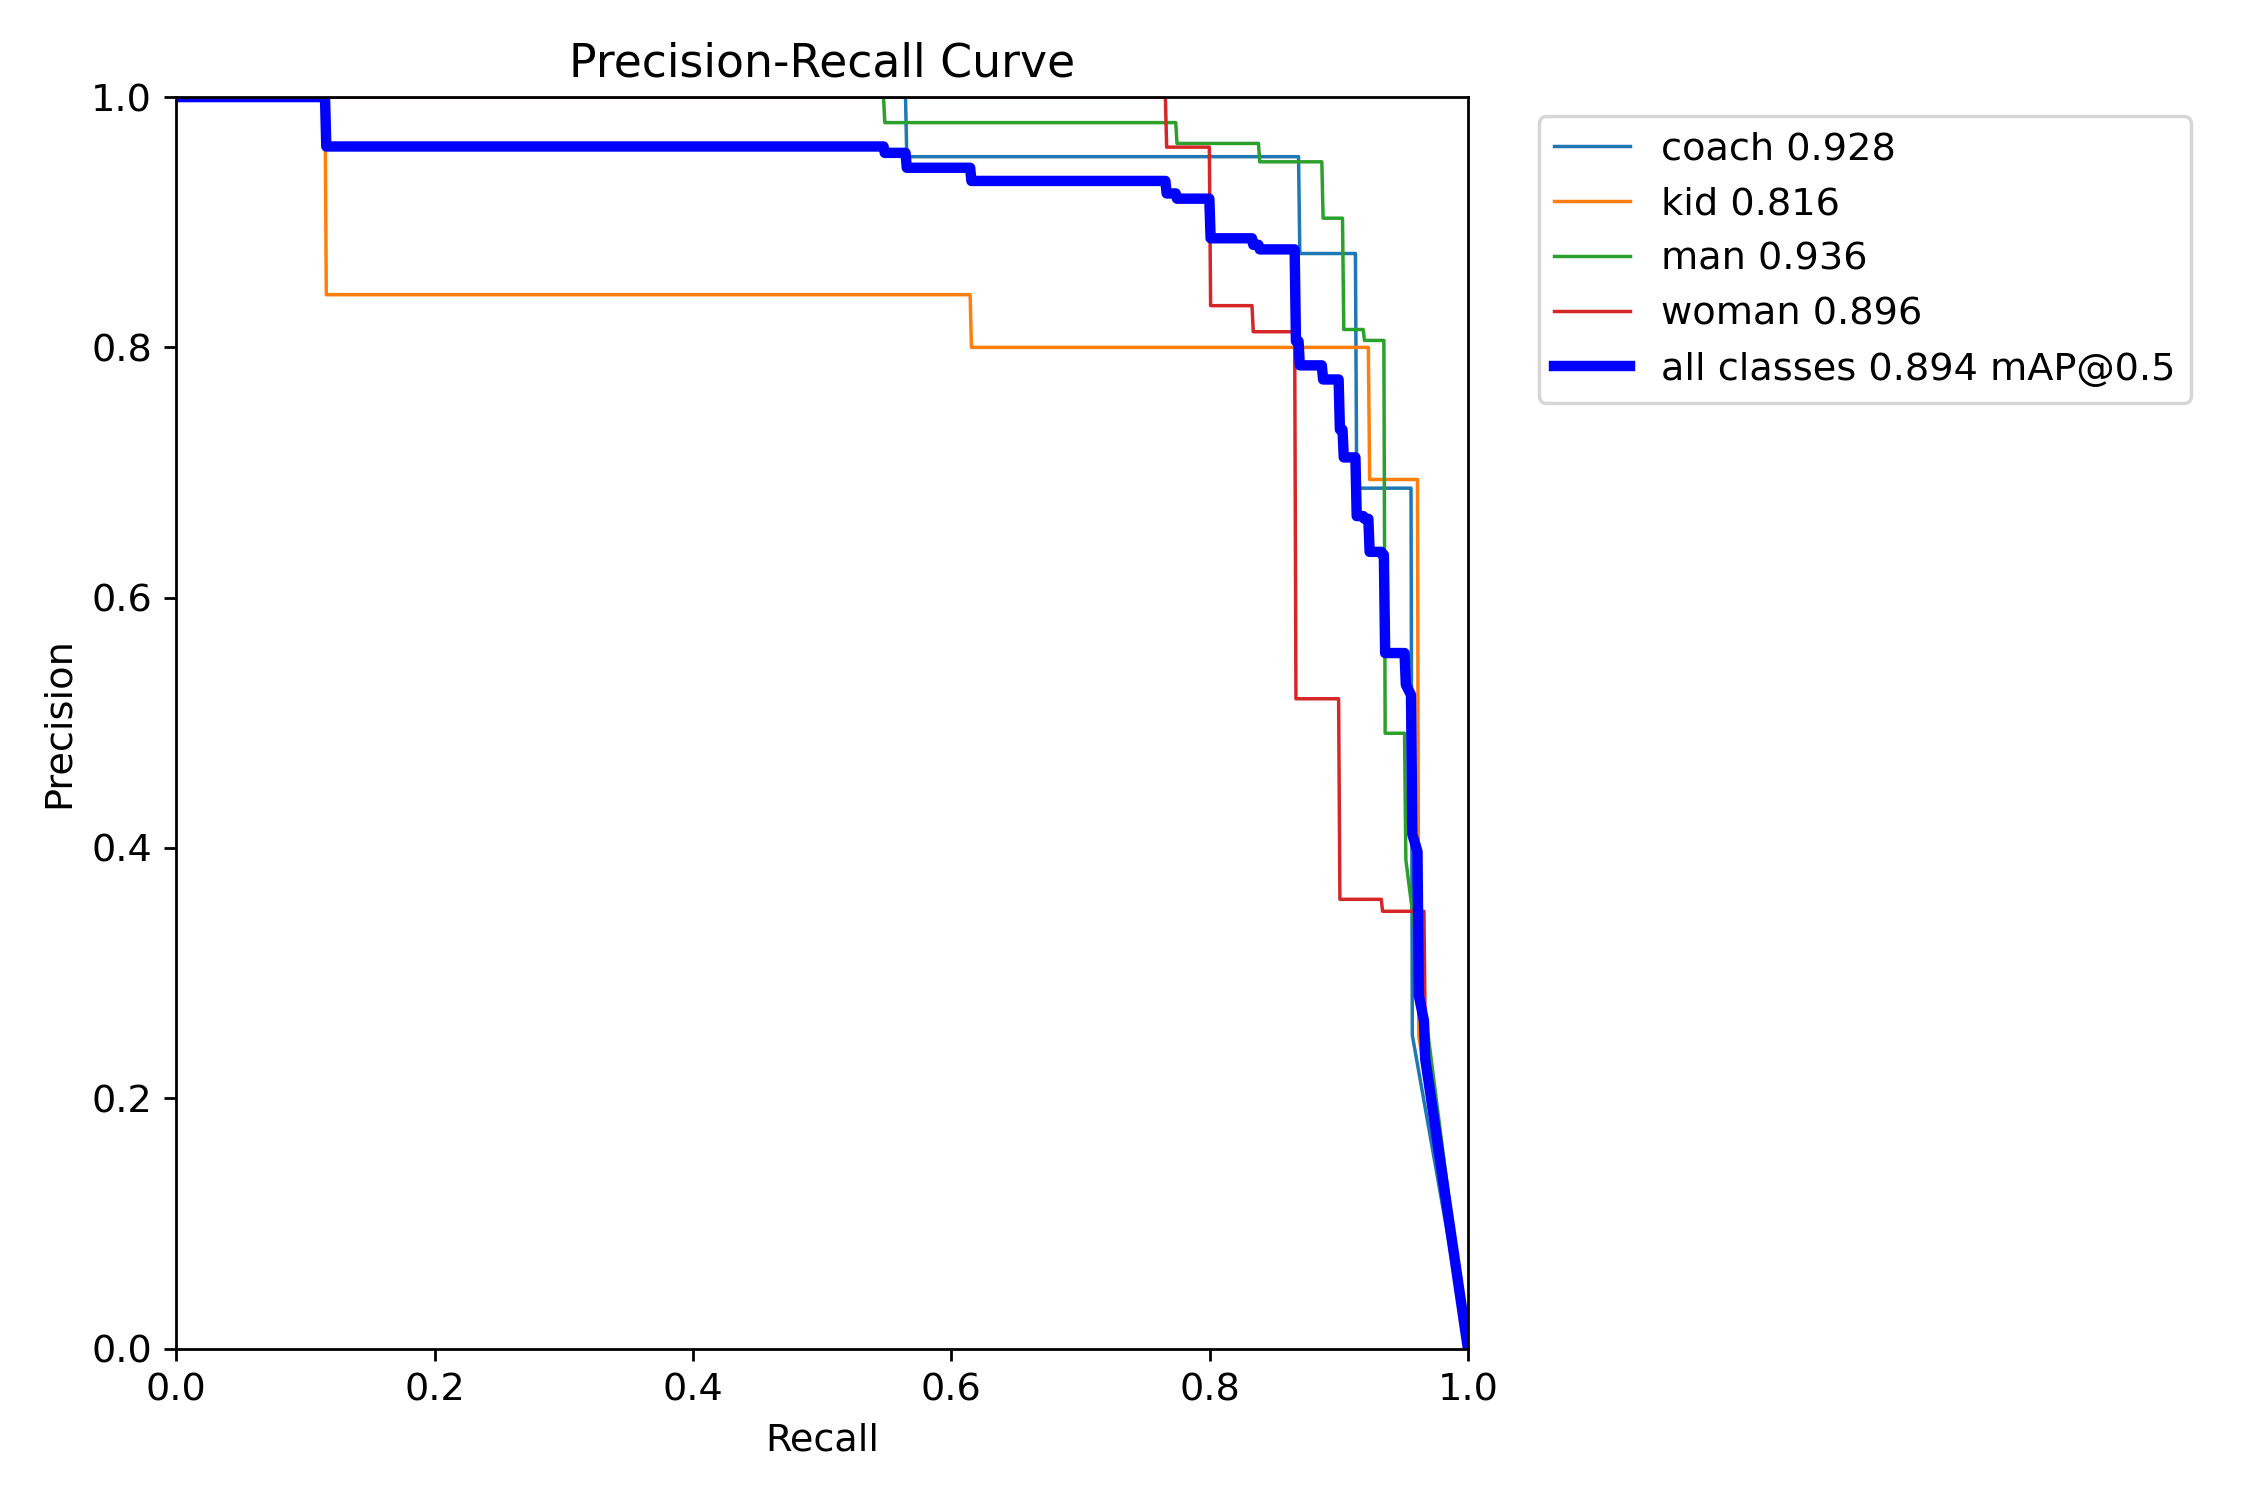 Precision-Recall Curve
1.0
0.8
0.6
0.4
0.2
0.0
Precision
0.0 0.2 0.4 0.6 0.8 1.0
Recall
coach 0.928
kid 0.816
man 0.936
woman 0.896
all classes 0.894 mAP@0.5